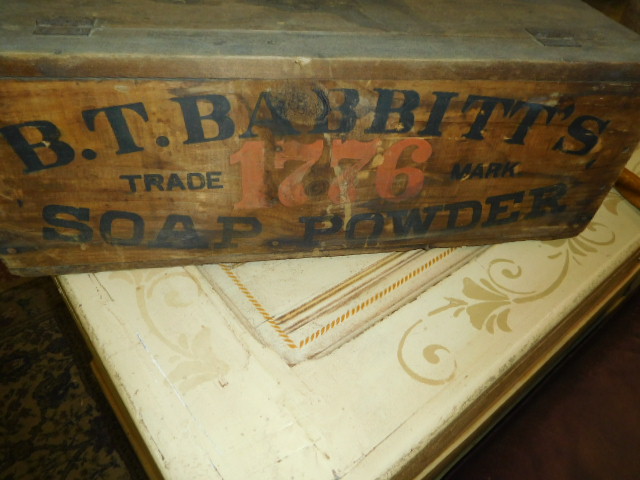 B.T. BABBITT'S
TRADE 1776 MARK
SOAP. POWDER